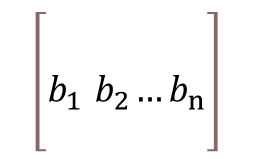 [b₁ b₂ … bₙ]